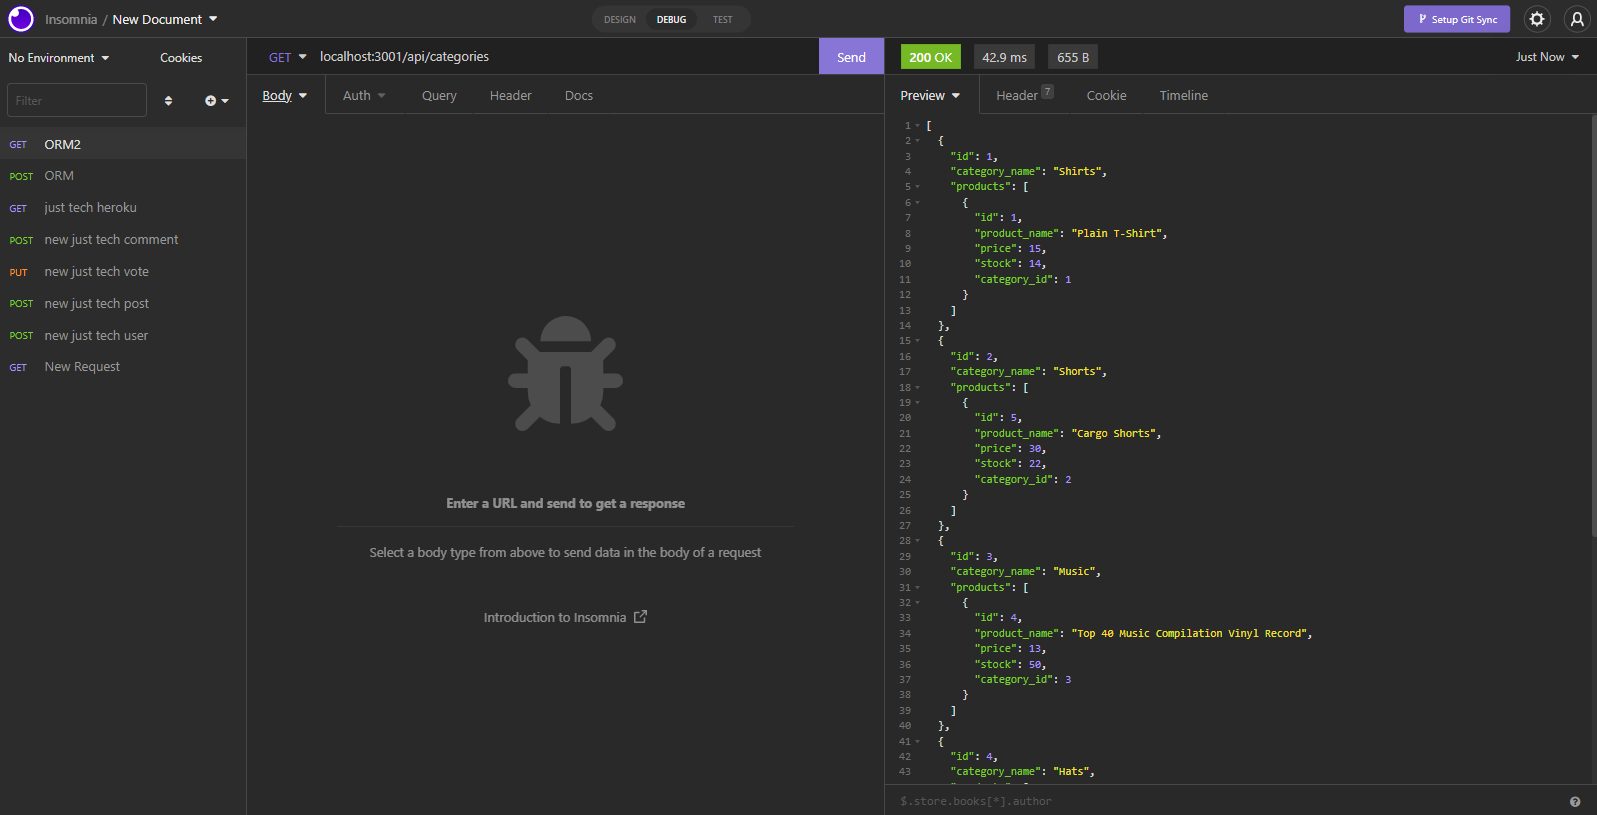 Insomnia / New Document
DESIGN DEBUG TEST
Setup Git Sync
No Environment Cookies
Filter
GET ORM2
POST ORM
GET just tech heroku
POST new just tech comment
PUT new just tech vote
POST new just tech post
POST new just tech user
GET New Request
GET localhost:3001/api/categories Send
Body Auth Query Header Docs
Enter a URL and send to get a response
Select a body type from above to send data in the body of a request
Introduction to Insomnia
200 OK 42.9 ms 655 B Just Now
Preview Header 7 Cookie Timeline
1 [
2 {
3 "id": 1,
4 "category_name": "Shirts",
5 "products": [
6 {
7 "id": 1,
8 "product_name": "Plain T-Shirt",
9 "price": 15,
10 "stock": 14,
11 "category_id": 1
12 }
13 ]
14 },
15 {
16 "id": 2,
17 "category_name": "Shorts",
18 "products": [
19 {
20 "id": 5,
21 "product_name": "Cargo Shorts",
22 "price": 30,
23 "stock": 22,
24 "category_id": 2
25 }
26 ]
27 },
28 {
29 "id": 3,
30 "category_name": "Music",
31 "products": [
32 {
33 "id": 4,
34 "product_name": "Top 40 Music Compilation Vinyl Record",
35 "price": 13,
36 "stock": 50,
37 "category_id": 3
38 }
39 ]
40 },
41 {
42 "id": 4,
43 "category_name": "Hats",
$.store.books[*].author